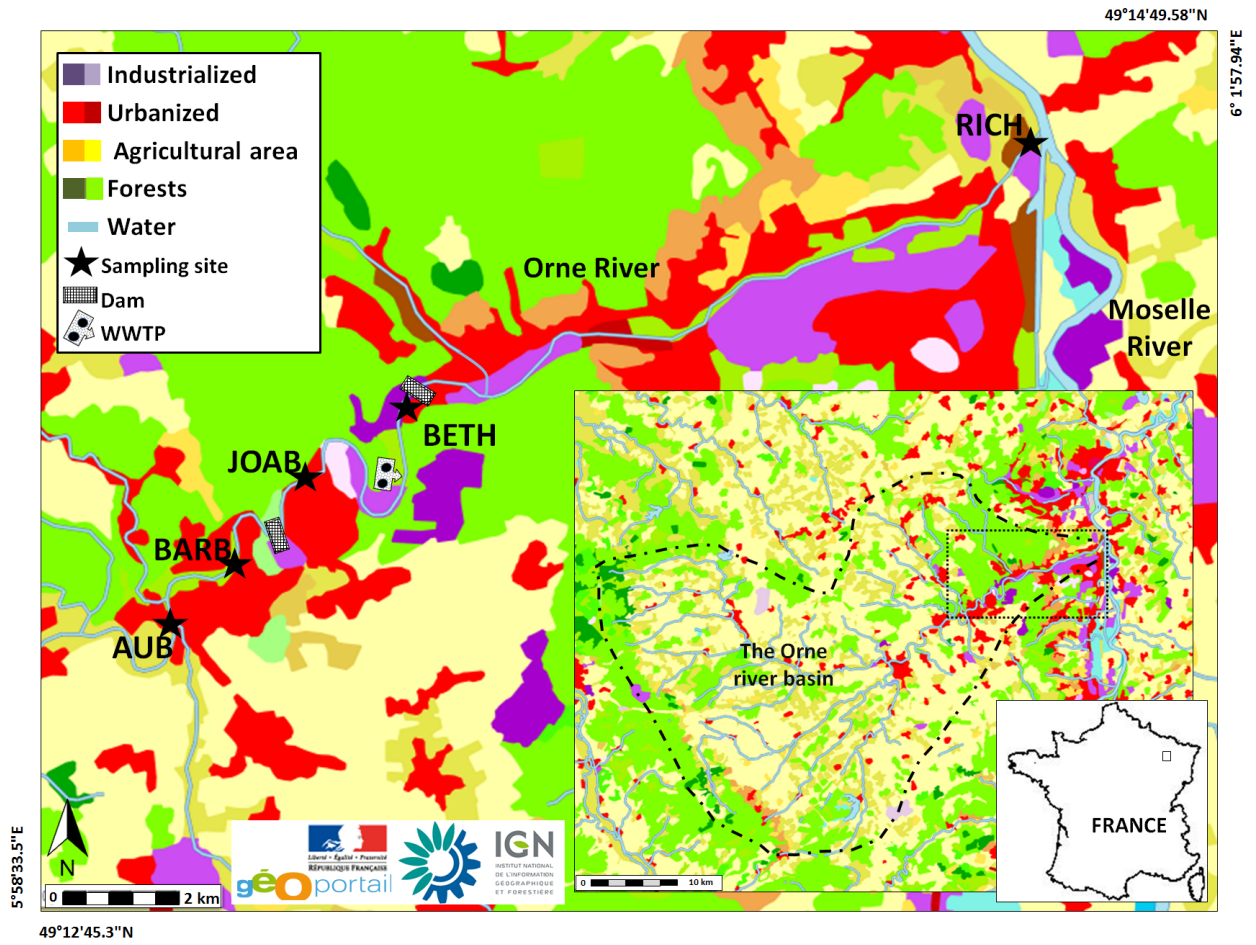 49°14'49.58"N
6° 1'57.94"E
Industrialized
Urbanized
Agricultural area
Forests
Water
Sampling site
Dam
WWTP
RICH
Orne River
Moselle
River
BETH
JOAB
BARB
AUB
The Orne
river basin
FRANCE
N
0 2 km
0 10 km
Liberté • Égalité • Fraternité
RÉPUBLIQUE FRANÇAISE
géoportail
IGN
INSTITUT NATIONAL
DE L'INFORMATION
GÉOGRAPHIQUE
ET FORESTIÈRE
5°58'33.5"E
49°12'45.3"N